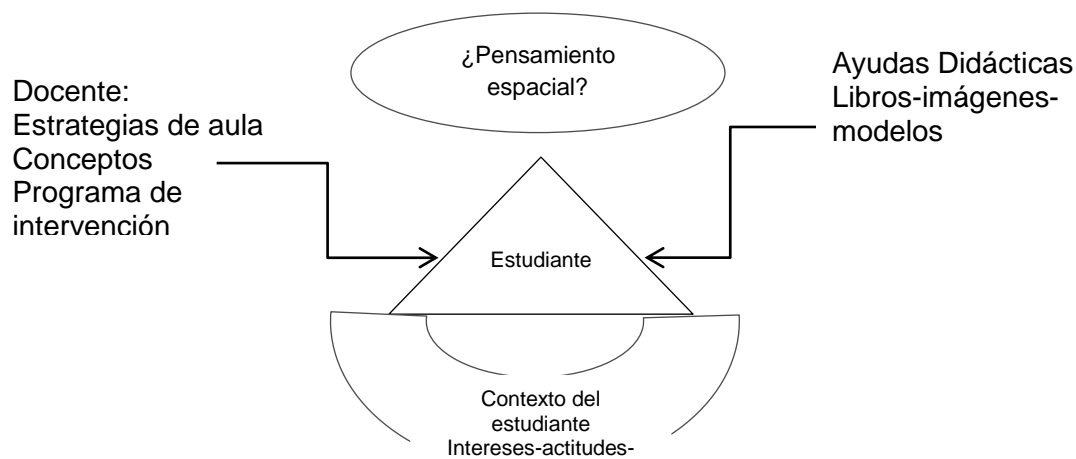 ¿Pensamiento
espacial?
Docente:
Estrategias de aula
Conceptos
Programa de
intervención
Ayudas Didácticas
Libros-imágenes-
modelos
Estudiante
Contexto del
estudiante
Intereses-actitudes-